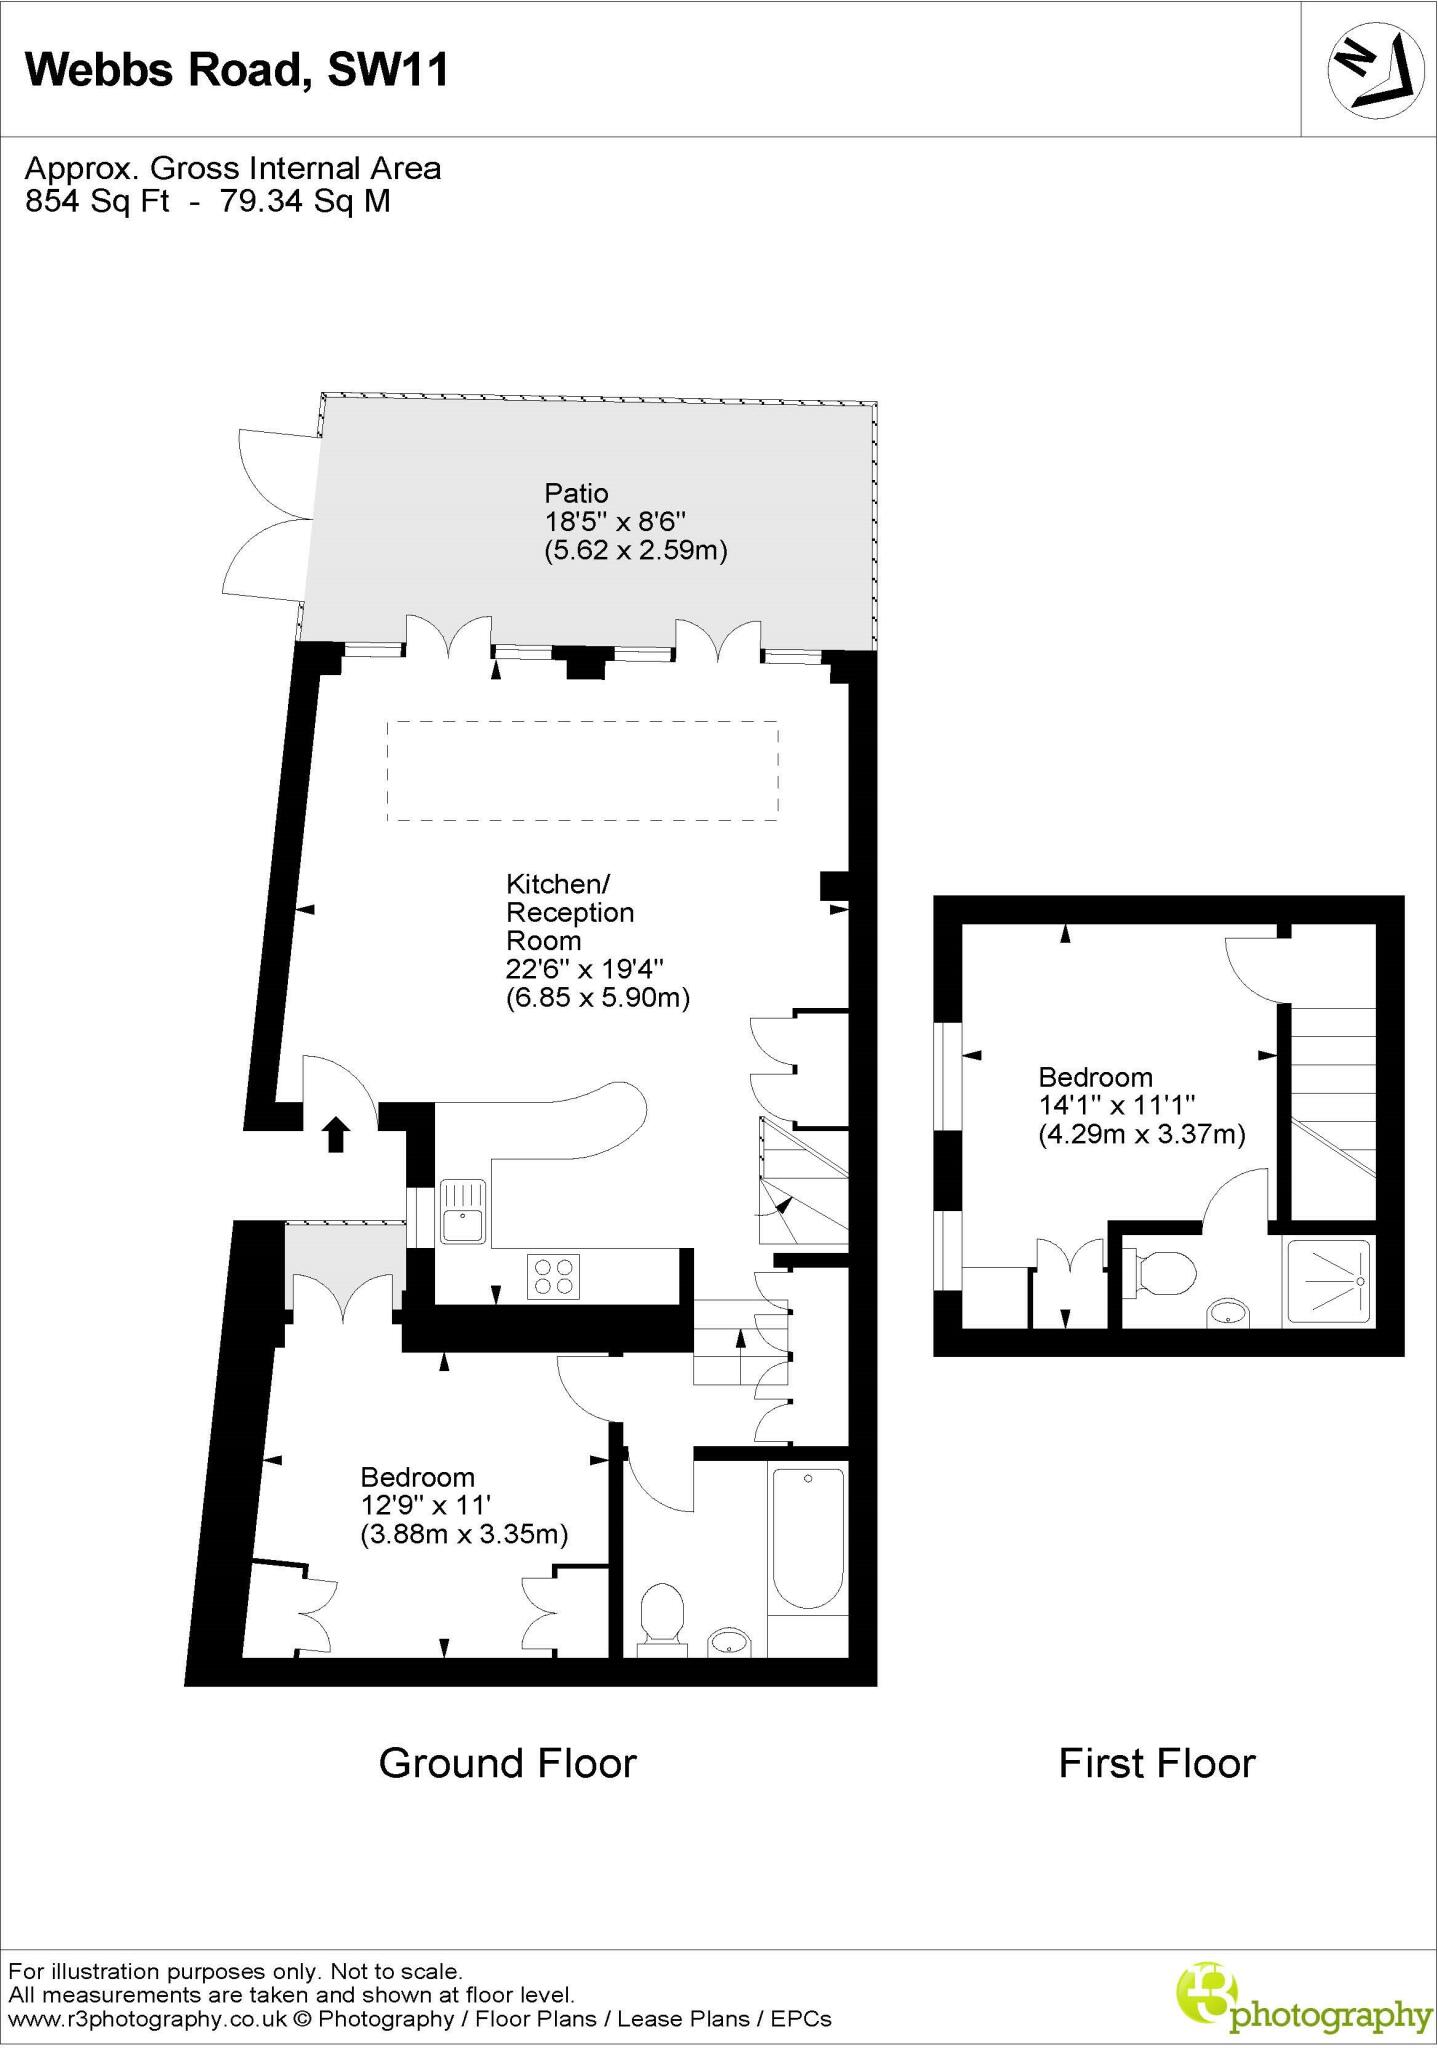 Webbs Road, SW11
N
Approx. Gross Internal Area
854 Sq Ft - 79.34 Sq M
Patio
18'5" x 8'6"
(5.62 x 2.59m)
Kitchen/
Reception
Room
22'6" x 19'4"
(6.85 x 5.90m)
Bedroom
14'1" x 11'1"
(4.29m x 3.37m)
Bedroom
12'9" x 11'
(3.88m x 3.35m)
Ground Floor
First Floor
For illustration purposes only. Not to scale.
All measurements are taken and shown at floor level.
www.r3photography.co.uk © Photography / Floor Plans / Lease Plans / EPCs
R3
photography